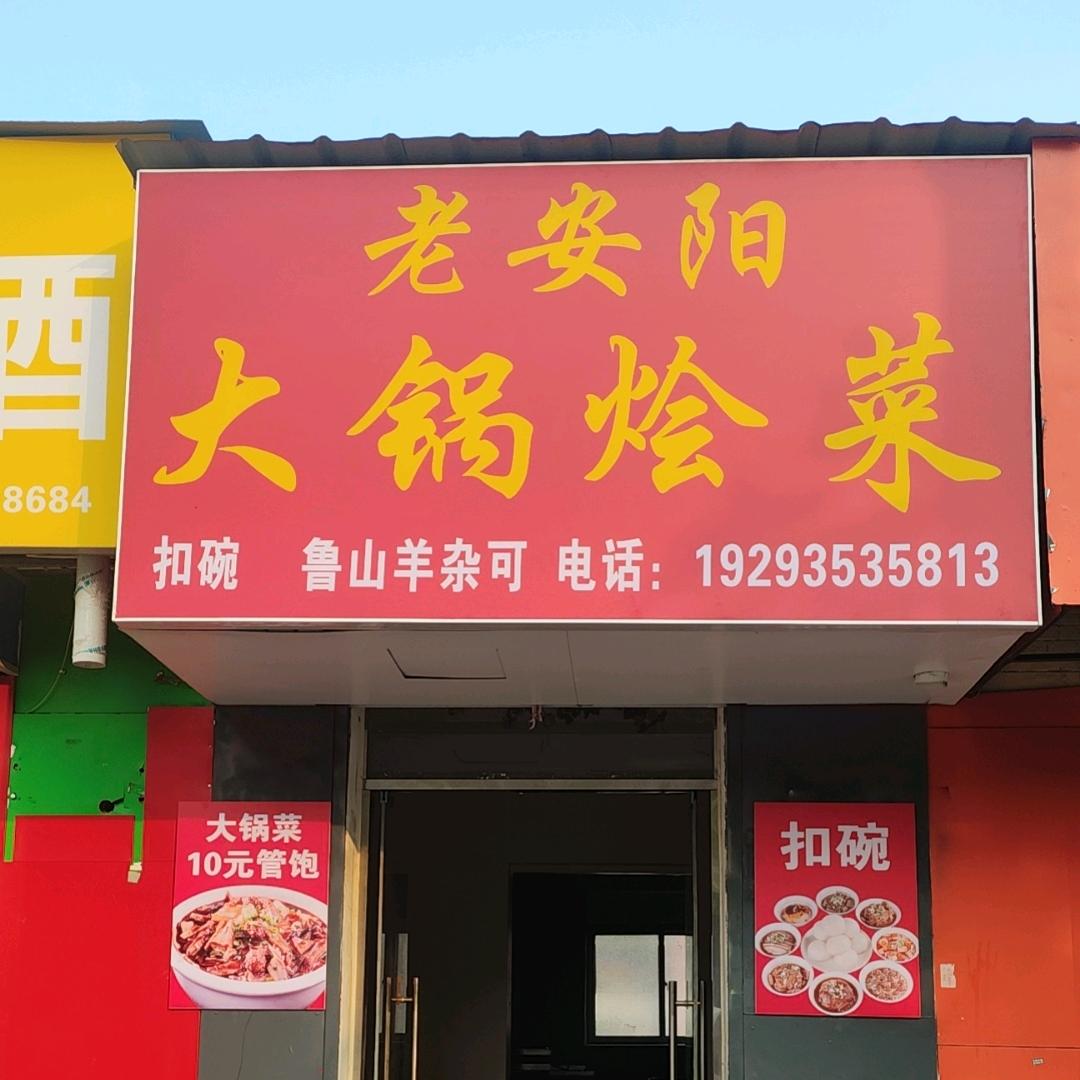 老安阳
大锅烩菜
扣碗 鲁山羊杂可 电话：19293535813
酒
8684
大锅菜
10元管饱
扣碗